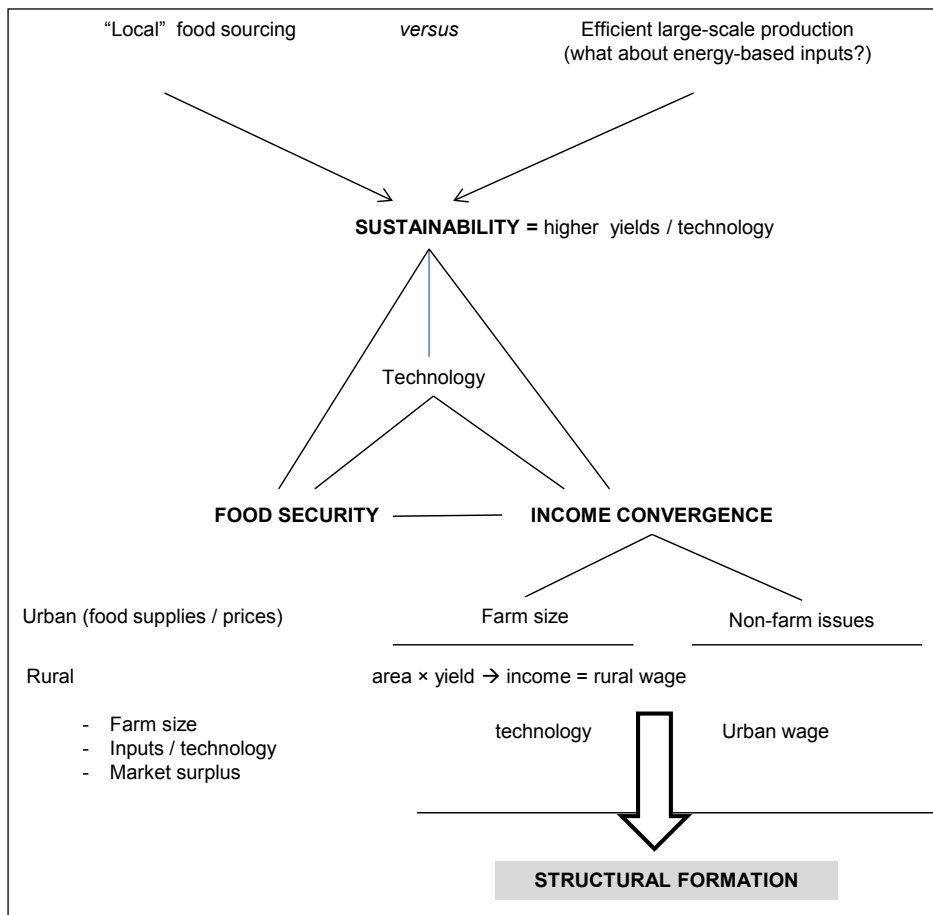 “Local” food sourcing versus Efficient large-scale production
(what about energy-based inputs?)
SUSTAINABILITY = higher yields / technology
Technology
FOOD SECURITY INCOME CONVERGENCE
Urban (food supplies / prices) Farm size Non-farm issues
Rural area × yield → income = rural wage
- Farm size technology Urban wage
- Inputs / technology
- Market surplus
STRUCTURAL FORMATION